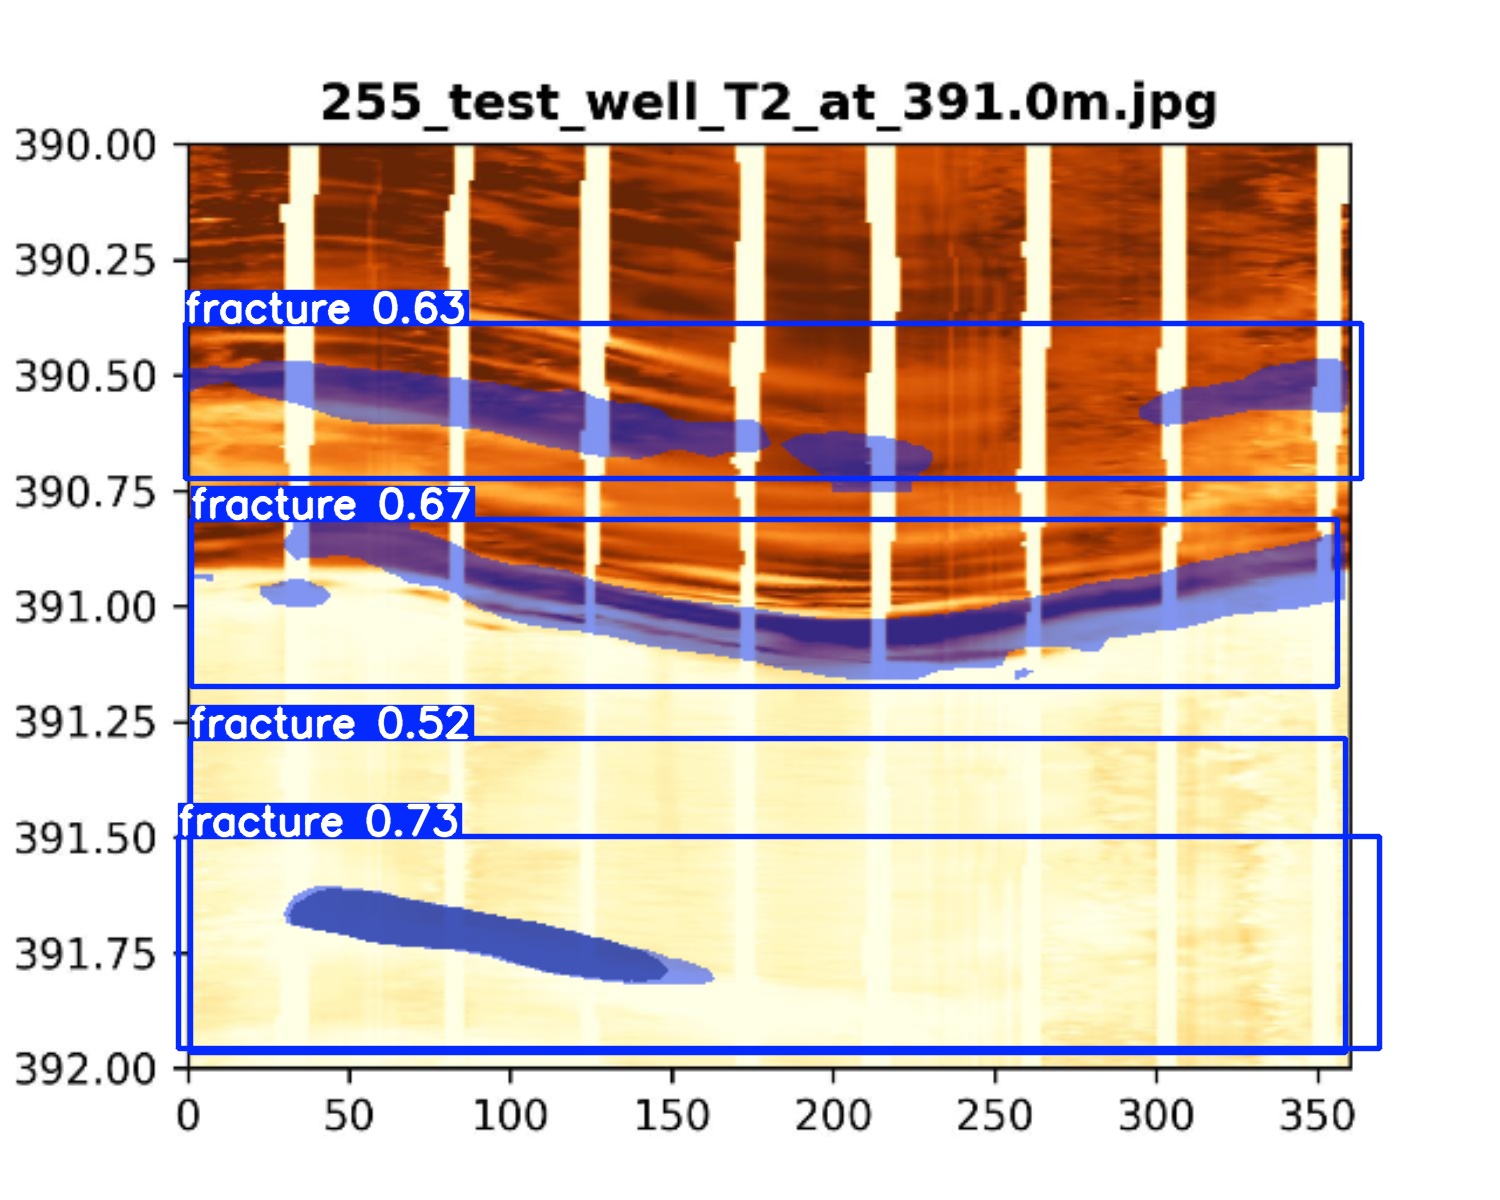 255_test_well_T2_at_391.0m.jpg
390.00
390.25
fracture 0.63
390.50
390.75
fracture 0.67
391.00
391.25
fracture 0.52
fracture 0.73
391.50
391.75
392.00
0 50 100 150 200 250 300 350